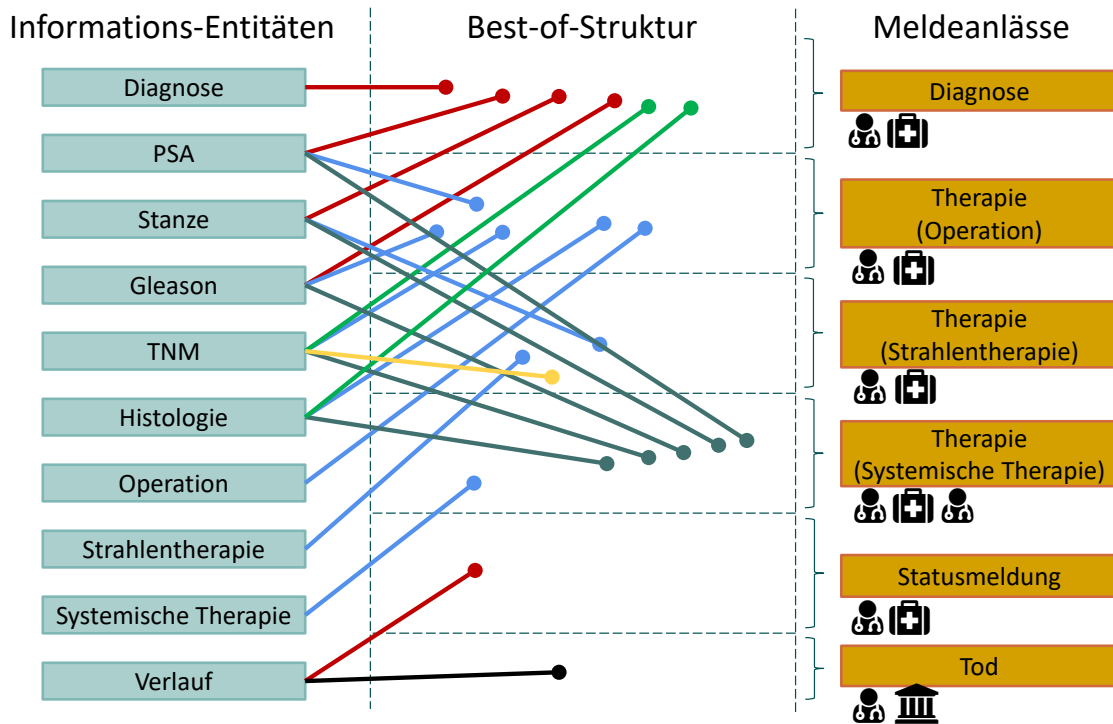 Informations-Entitäten
Best-of-Struktur
Meldeanlässe
Diagnose
PSA
Stanze
Gleason
TNM
Histologie
Operation
Strahlentherapie
Systemische Therapie
Verlauf
Diagnose
Therapie
(Operation)
Therapie
(Strahlentherapie)
Therapie
(Systemische Therapie)
Statusmeldung
Tod